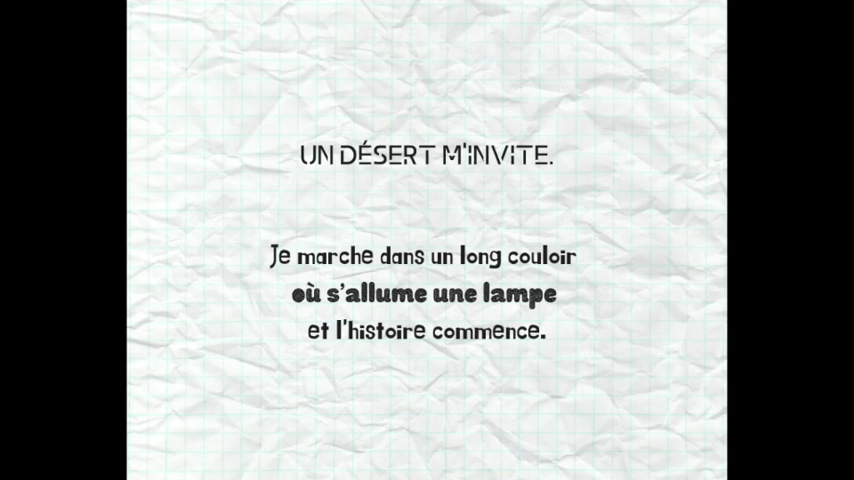 UN DÉSERT M'INVITE.
Je marche dans un long couloir
où s'allume une lampe
et l'histoire commence.